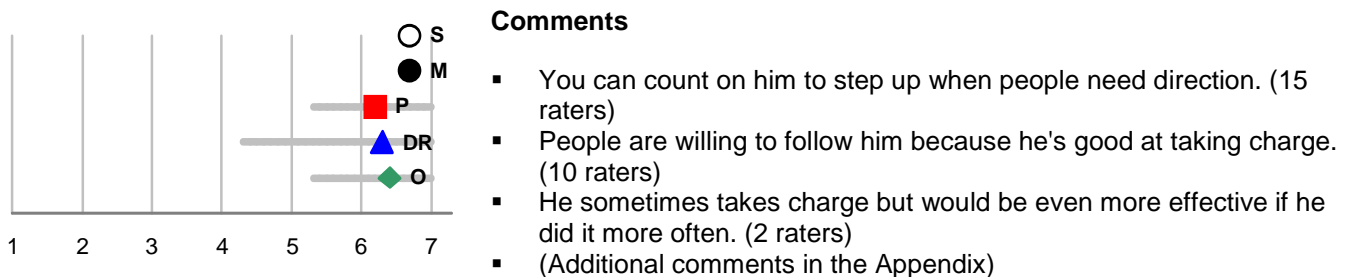 Comments
S
M
P
DR
O
1 2 3 4 5 6 7
▪ You can count on him to step up when people need direction. (15
raters)
▪ People are willing to follow him because he's good at taking charge.
(10 raters)
▪ He sometimes takes charge but would be even more effective if he
did it more often. (2 raters)
▪ (Additional comments in the Appendix)